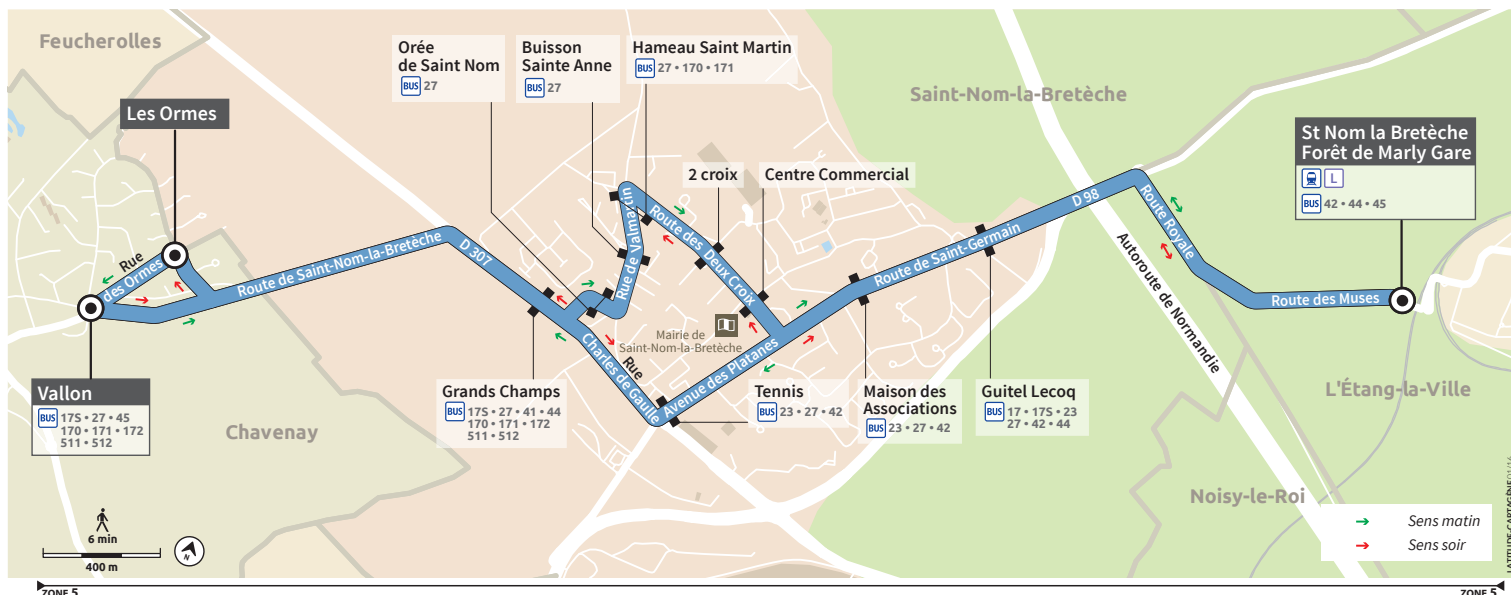 Feucherolles
Les Ormes
Orée
de Saint Nom
BUS 27
Buisson
Sainte Anne
BUS 27
Hameau Saint Martin
BUS 27 • 170 • 171
Saint-Nom-la-Bretèche
St Nom la Bretèche
Forêt de Marly Gare
L
BUS 42 • 44 • 45
2 croix
Centre Commercial
Rue
des Ormes
Route de Saint-Nom-la-Bretèche
D 307
Rue de Valmartin
Route des Deux Croix
Route de Saint-Germain
D 98
Route Royale
Autoroute de Normandie
Route des Muses
Mairie de
Saint-Nom-la-Bretèche
Rue
Charles de Gaulle
Avenue des Platanes
Vallon
BUS 17S • 27 • 45
170 • 171 • 172
511 • 512
Chavenay
Grands Champs
BUS 17S • 27 • 41 • 44
170 • 171 • 172
511 • 512
Tennis
BUS 23 • 27 • 42
Maison des
Associations
BUS 23 • 27 • 42
Guitel Lecoq
BUS 17 • 17S • 23
27 • 42 • 44
L'Étang-la-Ville
Noisy-le-Roi
6 min
400 m
N
Sens matin
Sens soir
ZONE 5
ZONE 5